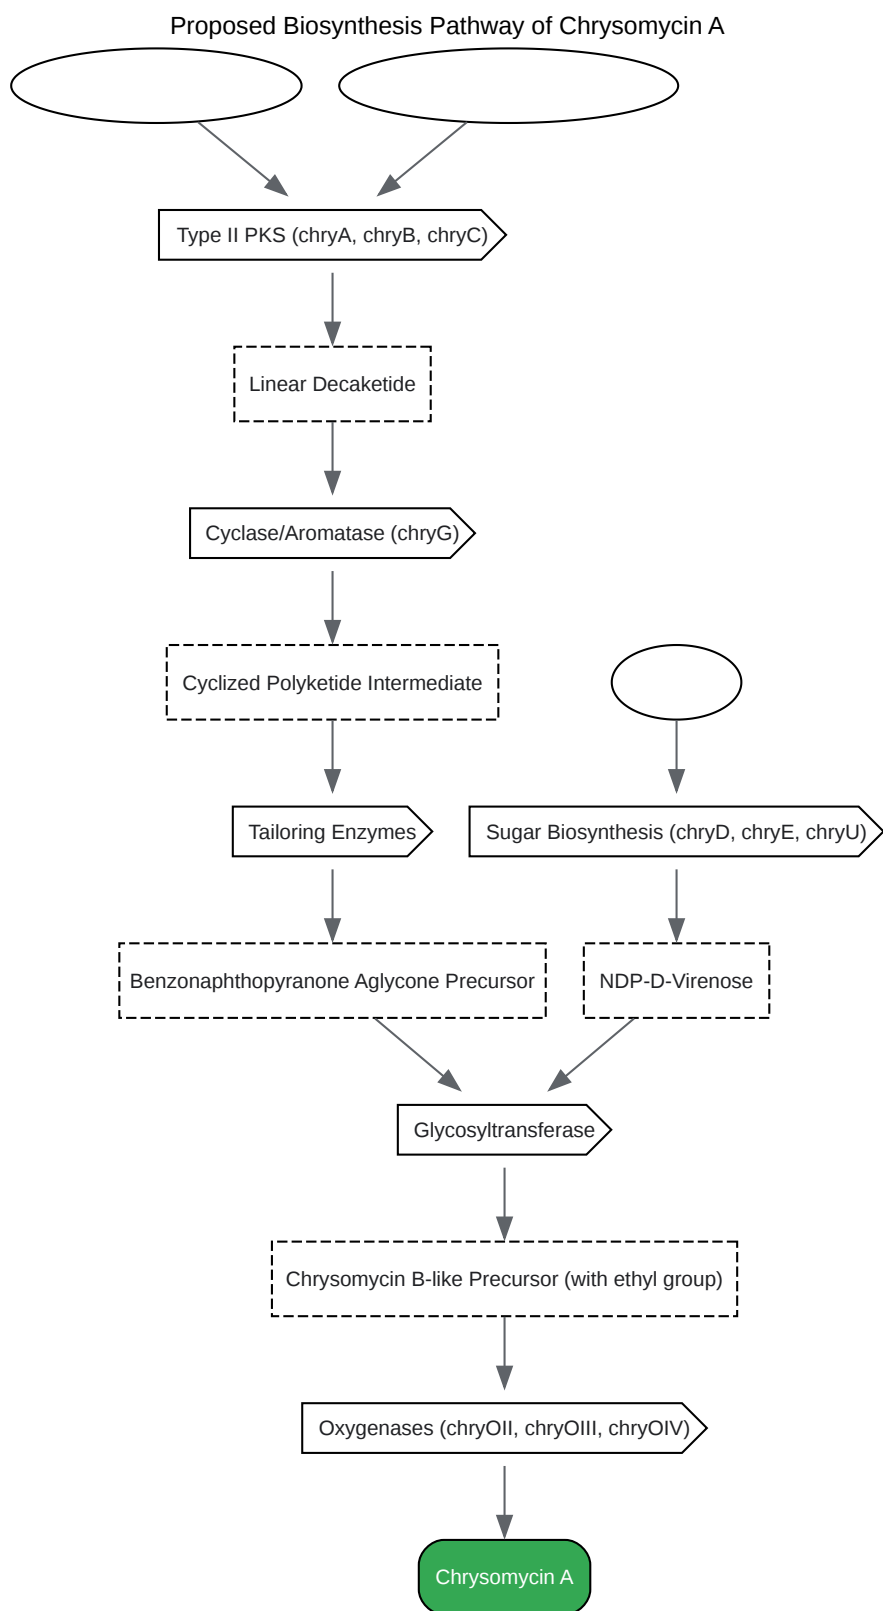 Proposed Biosynthesis Pathway of Chrysomycin A
Type II PKS (chryA, chryB, chryC)
Linear Decaketide
Cyclase/Aromatase (chryG)
Cyclized Polyketide Intermediate
Tailoring Enzymes
Sugar Biosynthesis (chryD, chryE, chryU)
Benzonaphthopyranone Aglycone Precursor
NDP-D-Virenose
Glycosyltransferase
Chrysomycin B-like Precursor (with ethyl group)
Oxygenases (chryOII, chryOIII, chryOIV)
Chrysomycin A